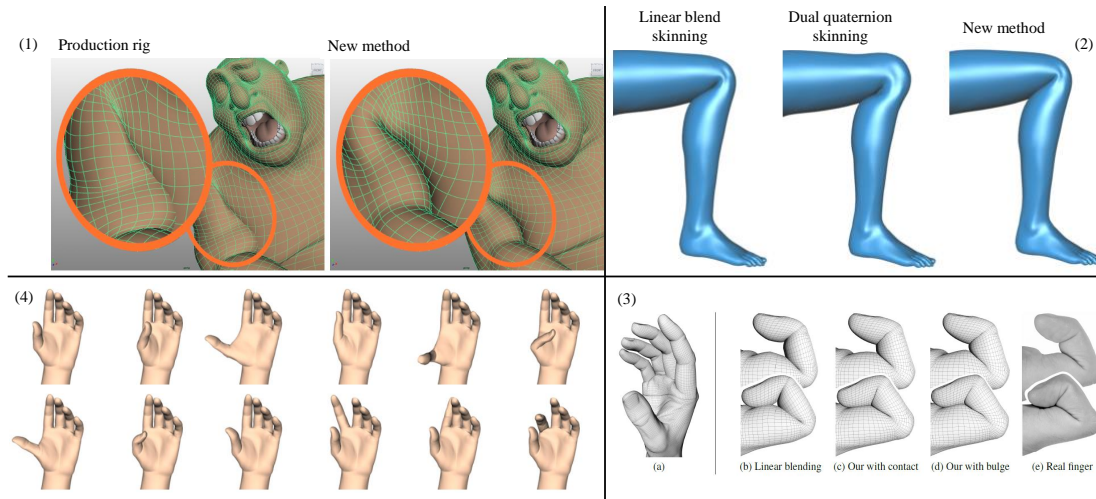 (1)
Production rig
New method
Linear blend
skinning
Dual quaternion
skinning
New method
(2)
(4)
(3)
(a)
(b) Linear blending
(c) Our with contact
(d) Our with bulge
(e) Real finger